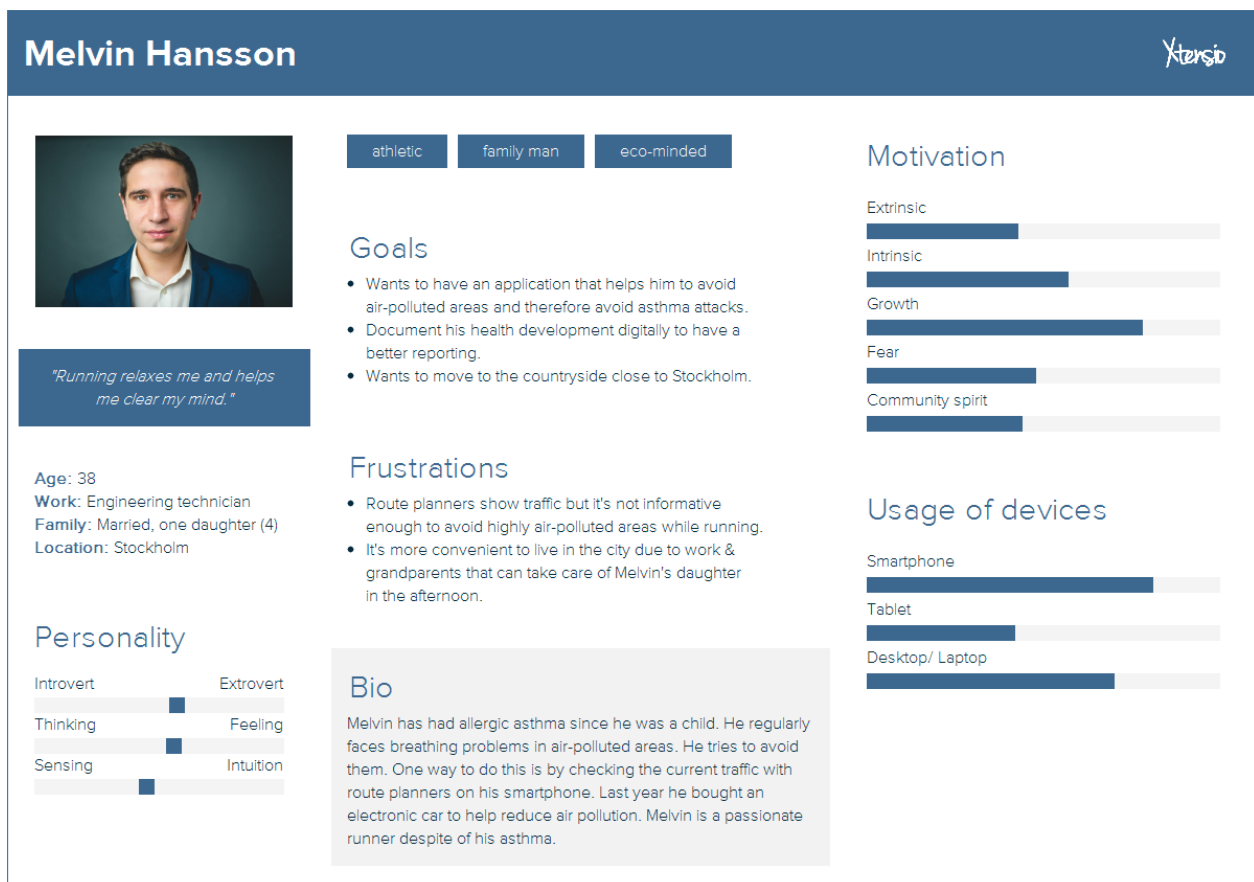 Melvin Hansson
Xtensio
"Running relaxes me and helps
me clear my mind."
Age: 38
Work: Engineering technician
Family: Married, one daughter (4)
Location: Stockholm
Personality
Introvert Extrovert
Thinking Feeling
Sensing Intuition
athletic family man eco-minded
Goals
• Wants to have an application that helps him to avoid
air-polluted areas and therefore avoid asthma attacks.
• Document his health development digitally to have a
better reporting.
• Wants to move to the countryside close to Stockholm.
Frustrations
• Route planners show traffic but it's not informative
enough to avoid highly air-polluted areas while running.
• It's more convenient to live in the city due to work &
grandparents that can take care of Melvin's daughter
in the afternoon.
Bio
Melvin has had allergic asthma since he was a child. He regularly
faces breathing problems in air-polluted areas. He tries to avoid
them. One way to do this is by checking the current traffic with
route planners on his smartphone. Last year he bought an
electronic car to help reduce air pollution. Melvin is a passionate
runner despite of his asthma.
Motivation
Extrinsic
Intrinsic
Growth
Fear
Community spirit
Usage of devices
Smartphone
Tablet
Desktop/ Laptop